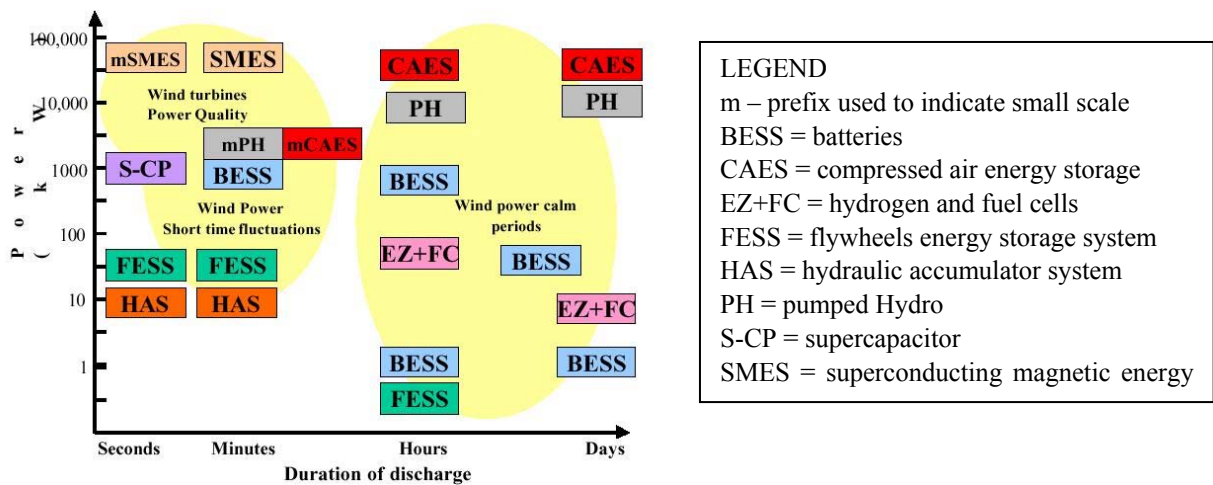 Power (kW)
100,000
10,000
1000
100
10
1
mSMES
SMES
CAES
CAES
Wind turbines
Power Quality
PH
PH
mPH
mCAES
S-CP
BESS
BESS
Wind Power
Short time fluctuations
Wind power calm
periods
FESS
FESS
EZ+FC
BESS
HAS
HAS
EZ+FC
BESS
BESS
FESS
Seconds
Minutes
Hours
Days
Duration of discharge
LEGEND
m – prefix used to indicate small scale
BESS = batteries
CAES = compressed air energy storage
EZ+FC = hydrogen and fuel cells
FESS = flywheels energy storage system
HAS = hydraulic accumulator system
PH = pumped Hydro
S-CP = supercapacitor
SMES = superconducting magnetic energy